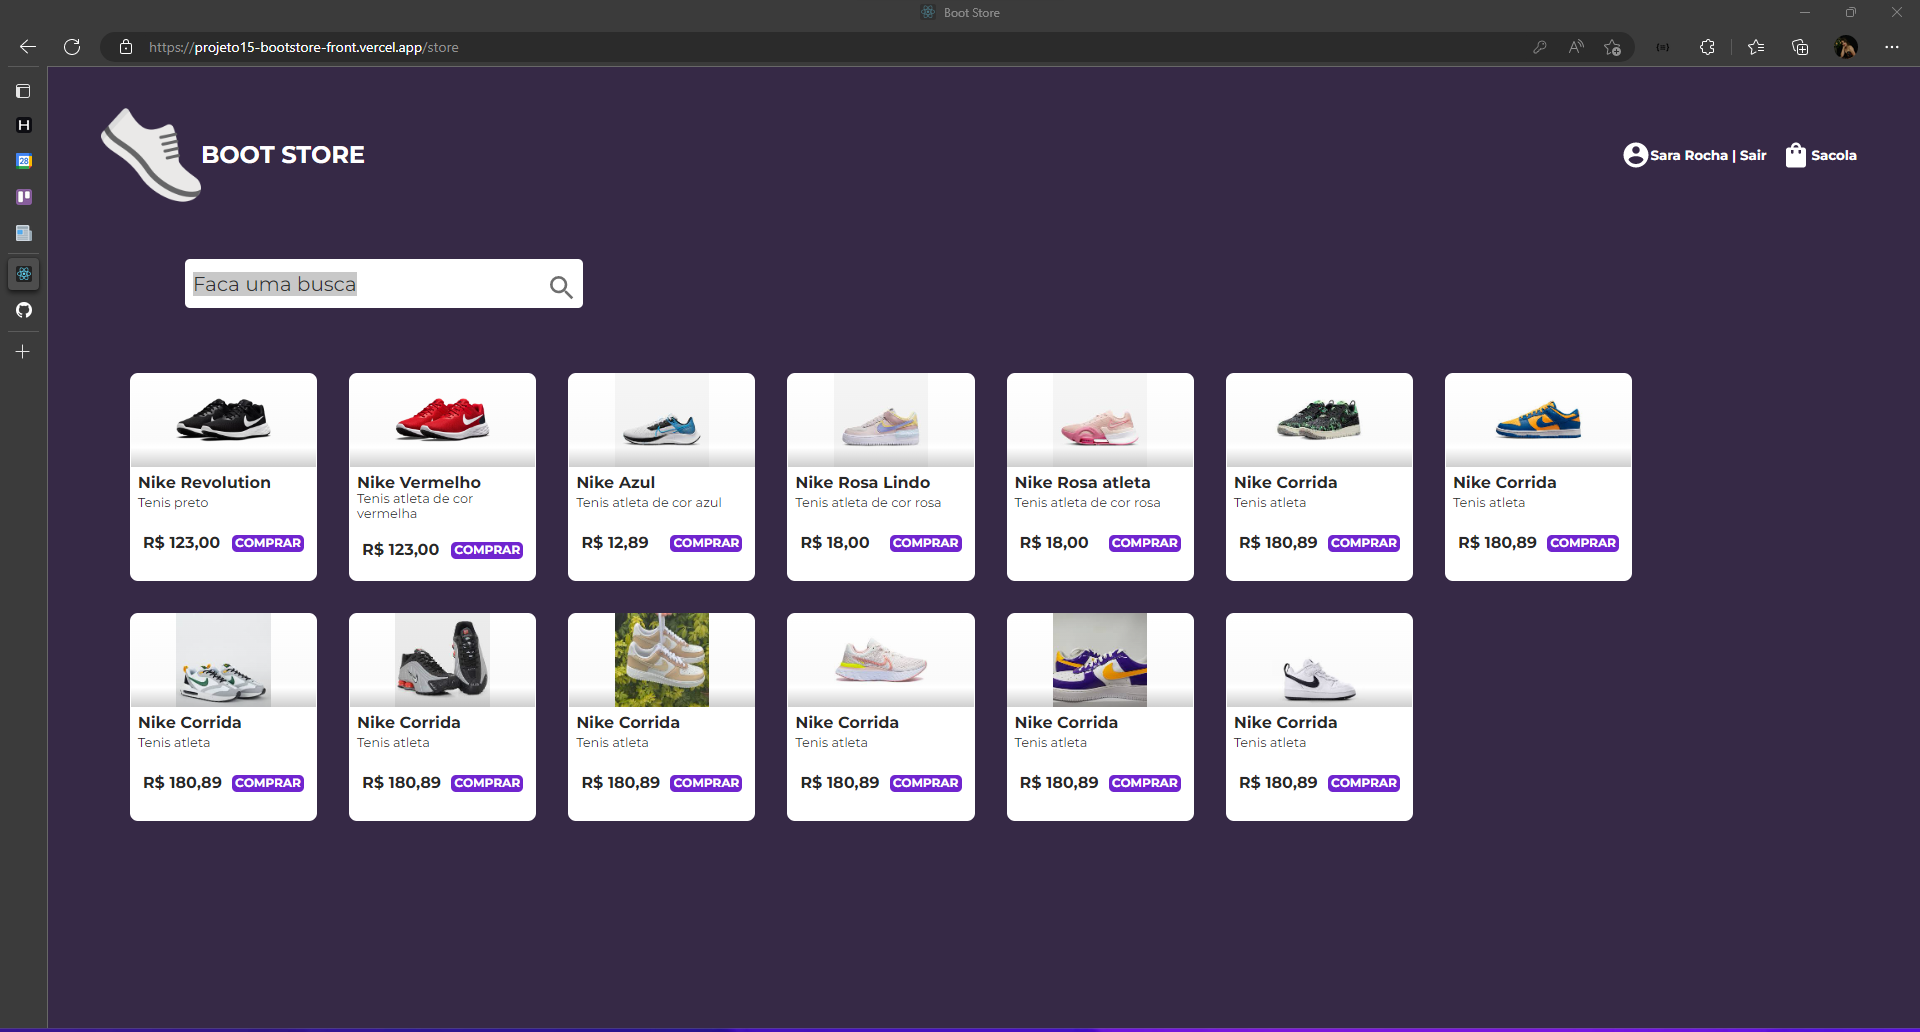 Boot Store
https://projeto15-bootstore-front.vercel.app/store
H
28
BOOT STORE
Sara Rocha | Sair
Sacola
Faca uma busca
Nike Revolution
Tenis preto
R$ 123,00 COMPRAR
Nike Vermelho
Tenis atleta de cor
vermelha
R$ 123,00 COMPRAR
Nike Azul
Tenis atleta de cor azul
R$ 12,89 COMPRAR
Nike Rosa Lindo
Tenis atleta de cor rosa
R$ 18,00 COMPRAR
Nike Rosa atleta
Tenis atleta de cor rosa
R$ 18,00 COMPRAR
Nike Corrida
Tenis atleta
R$ 180,89 COMPRAR
Nike Corrida
Tenis atleta
R$ 180,89 COMPRAR
Nike Corrida
Tenis atleta
R$ 180,89 COMPRAR
Nike Corrida
Tenis atleta
R$ 180,89 COMPRAR
Nike Corrida
Tenis atleta
R$ 180,89 COMPRAR
Nike Corrida
Tenis atleta
R$ 180,89 COMPRAR
Nike Corrida
Tenis atleta
R$ 180,89 COMPRAR
Nike Corrida
Tenis atleta
R$ 180,89 COMPRAR